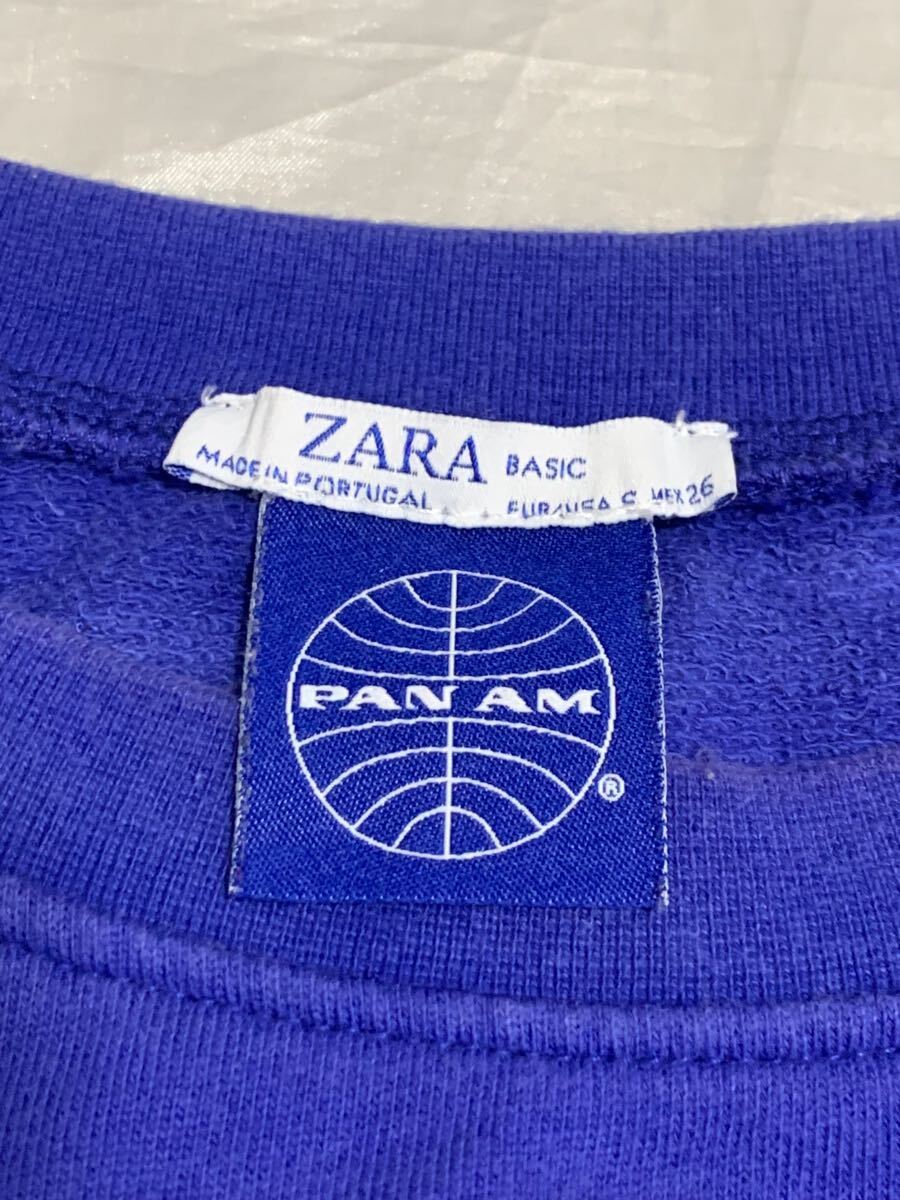 ZARA BASIC
MADE IN PORTUGAL EUR/USA S MEX 26
PAN AM
®